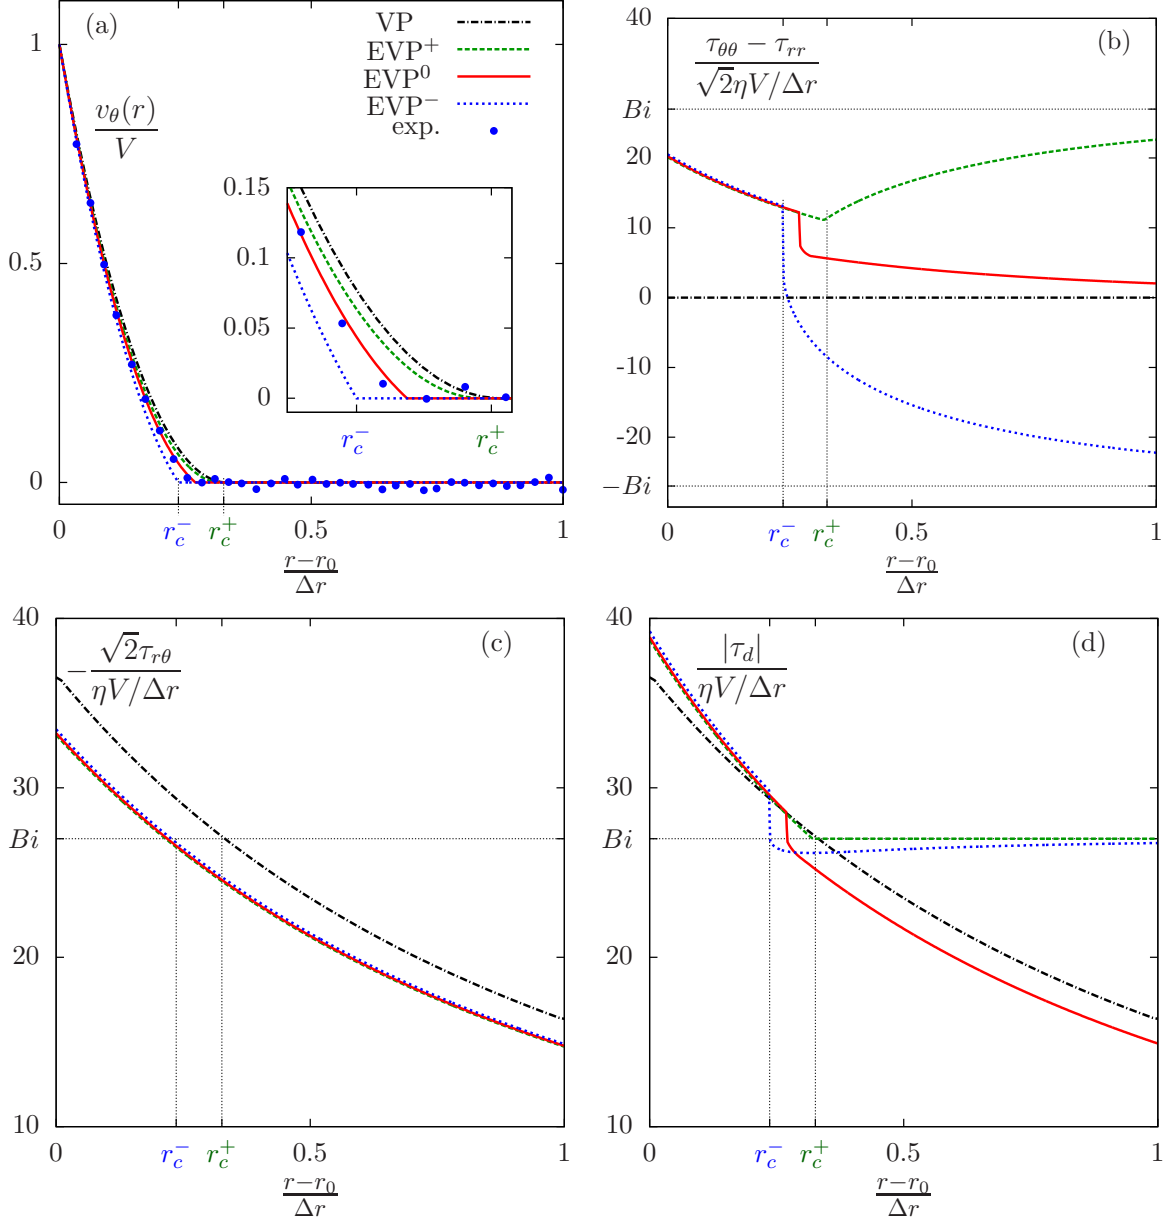 (a)
VP
EVP⁺
EVP⁰
EVP⁻
exp.
v_θ(r)
V
1
0.5
0
0.15
0.1
0.05
0
r_c⁻ r_c⁺
0 r_c⁻ r_c⁺ 0.5 1
r−r₀
Δr
(b)
τ_θθ − τ_rr
√2ηV/Δr
40
Bi
20
10
0
-10
-20
−Bi
0 r_c⁻ r_c⁺ 0.5 1
r−r₀
Δr
(c)
− √2τ_rθ
ηV/Δr
40
30
Bi
20
10
0 r_c⁻ r_c⁺ 0.5 1
r−r₀
Δr
(d)
|τ_d|
ηV/Δr
40
30
Bi
20
10
0 r_c⁻ r_c⁺ 0.5 1
r−r₀
Δr